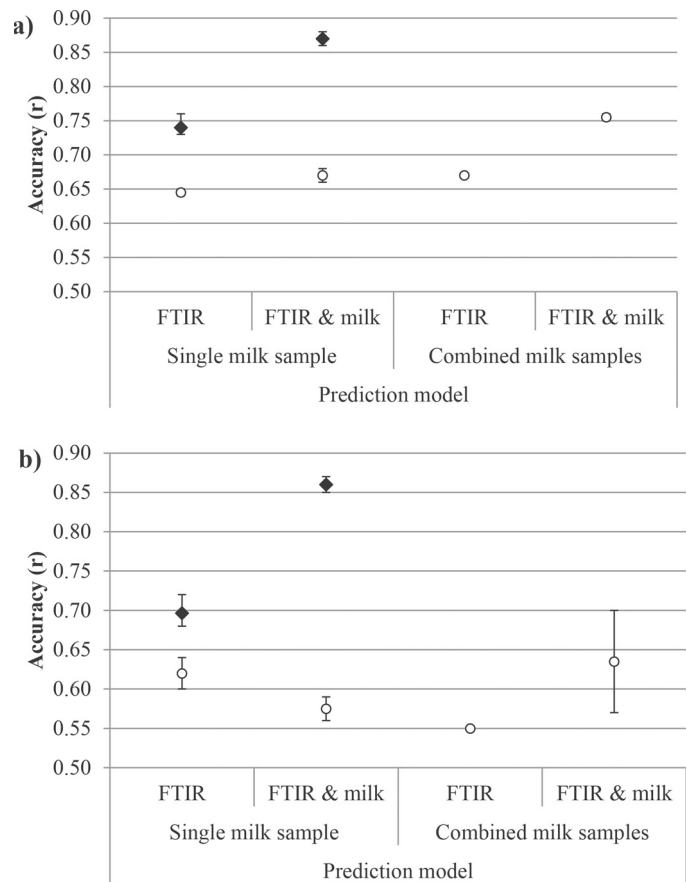 a)
0.90
0.85
0.80
0.75
0.70
0.65
0.60
0.55
0.50
Accuracy (r)
FTIR FTIR & milk FTIR FTIR & milk
Single milk sample Combined milk samples
Prediction model
b)
0.90
0.85
0.80
0.75
0.70
0.65
0.60
0.55
0.50
Accuracy (r)
FTIR FTIR & milk FTIR FTIR & milk
Single milk sample Combined milk samples
Prediction model